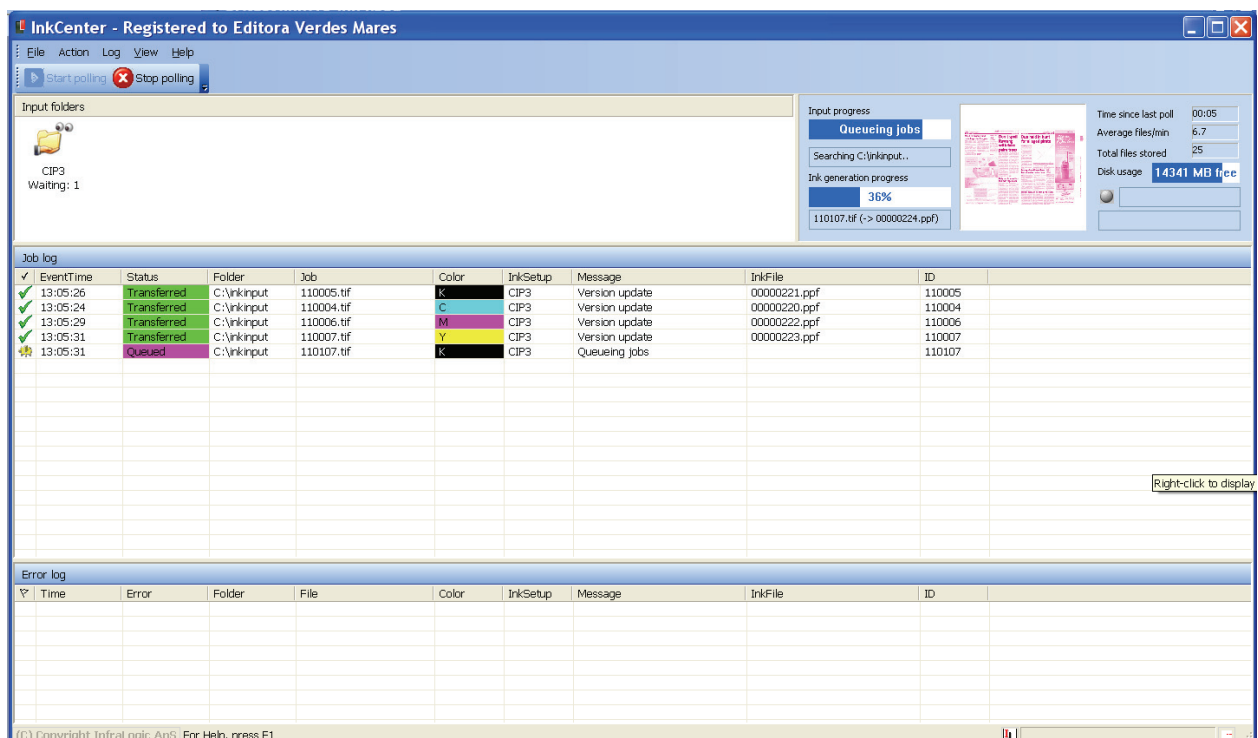 InkCenter - Registered to Editora Verdes Mares
File Action Log View Help
Start polling Stop polling
Input folders
CIP3
Waiting: 1
Input progress
Queueing jobs
Searching C:\inkinput..
Ink generation progress
36%
110107.tif (-> 00000224.ppf)
Time since last poll 00:05
Average files/min 6.7
Total files stored 25
Disk usage 14341 MB free
Job log
EventTime Status Folder Job Color InkSetup Message InkFile ID
13:05:26 Transferred C:\inkinput 110005.tif K CIP3 Version update 00000221.ppf 110005
13:05:24 Transferred C:\inkinput 110004.tif C CIP3 Version update 00000220.ppf 110004
13:05:29 Transferred C:\inkinput 110006.tif M CIP3 Version update 00000222.ppf 110006
13:05:31 Transferred C:\inkinput 110007.tif Y CIP3 Version update 00000223.ppf 110007
13:05:31 Queued C:\inkinput 110107.tif K CIP3 Queueing jobs 110107
Right-click to display
Error log
Time Error Folder File Color InkSetup Message InkFile ID
(C) Copyright InfraLogic ApS For Help, press F1